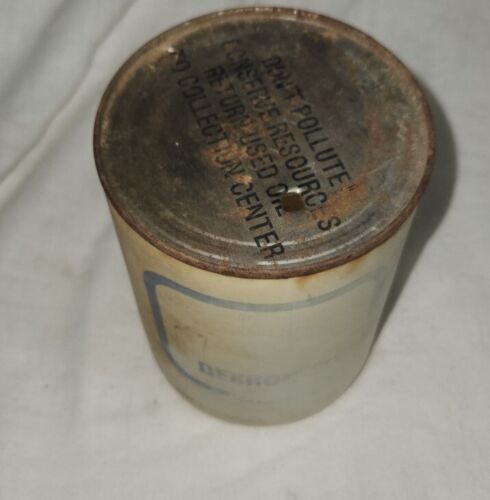 DON'T POLLUTE
CONSERVE RESOURCES
RETURN USED OIL
TO COLLECTION CENTER